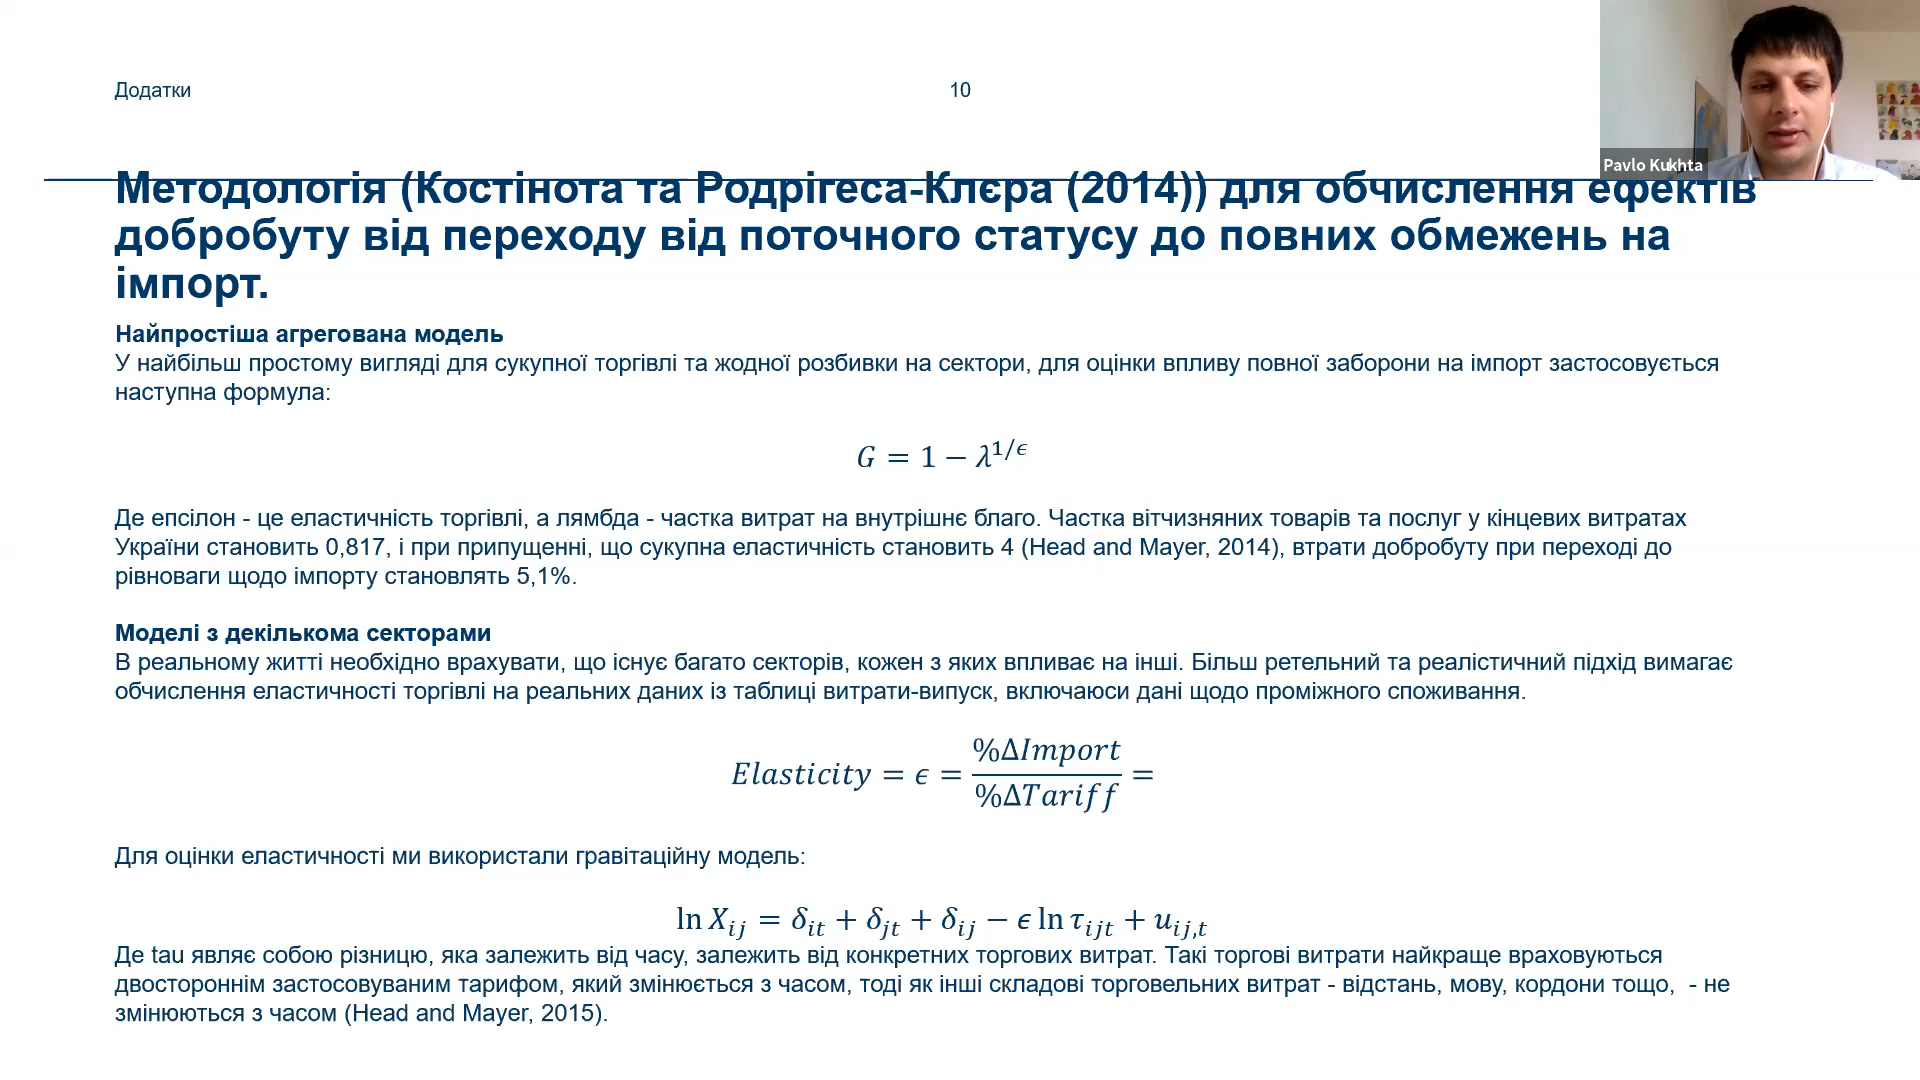 Додатки
10
Pavlo Kukhta
Методологія (Костінота та Родрігеса-Клєра (2014)) для обчислення ефектів
добробуту від переходу від поточного статусу до повних обмежень на
імпорт.
Найпростіша агрегована модель
У найбільш простому вигляді для сукупної торгівлі та жодної розбивки на сектори, для оцінки впливу повної заборони на імпорт застосовується
наступна формула:
G = 1 − λ^{1/ϵ}
Де епсілон - це еластичність торгівлі, а лямбда - частка витрат на внутрішнє благо. Частка вітчизняних товарів та послуг у кінцевих витратах
України становить 0,817, і при припущенні, що сукупна еластичність становить 4 (Head and Mayer, 2014), втрати добробуту при переході до
рівноваги щодо імпорту становлять 5,1%.
Моделі з декількома секторами
В реальному житті необхідно врахувати, що існує багато секторів, кожен з яких впливає на інші. Більш ретельний та реалістичний підхід вимагає
обчислення еластичності торгівлі на реальних даних із таблиці витрати-випуск, включаюси дані щодо проміжного споживання.
Elasticity = ϵ = %ΔImport / %ΔTariff =
Для оцінки еластичності ми використали гравітаційну модель:
ln X_{ij} = δ_{it} + δ_{jt} + δ_{ij} − ϵ ln τ_{ijt} + u_{ij,t}
Де tau являє собою різницю, яка залежить від часу, залежить від конкретних торгових витрат. Такі торгові витрати найкраще враховуються
двостороннім застосовуваним тарифом, який змінюється з часом, тоді як інші складові торговельних витрат - відстань, мову, кордони тощо,  - не
змінюються з часом (Head and Mayer, 2015).